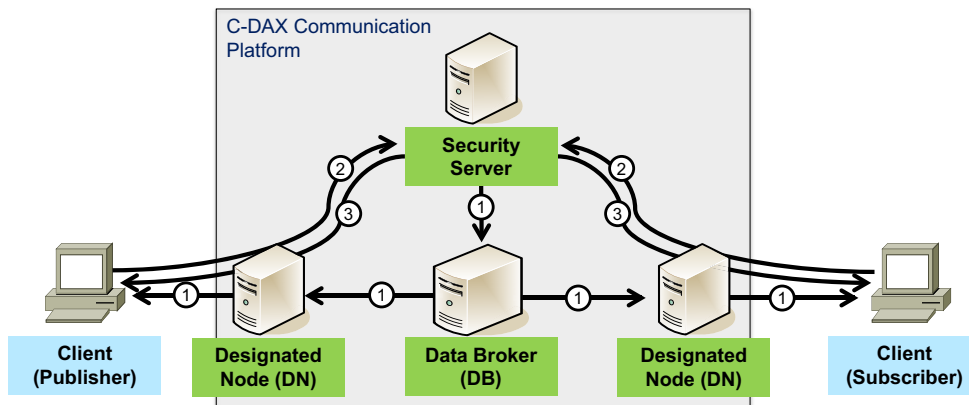 C-DAX Communication
Platform
Security
Server
2
2
3
3
1
1
1
1
1
Client
(Publisher)
Designated
Node (DN)
Data Broker
(DB)
Designated
Node (DN)
Client
(Subscriber)